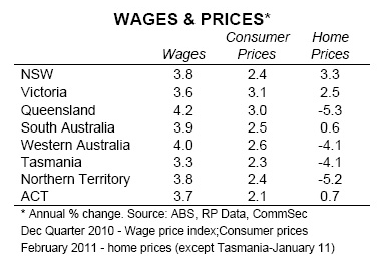 WAGES & PRICES*
Wages Consumer Prices Home Prices
NSW 3.8 2.4 3.3
Victoria 3.6 3.1 2.5
Queensland 4.2 3.0 -5.3
South Australia 3.9 2.5 0.6
Western Australia 4.0 2.6 -4.1
Tasmania 3.3 2.3 -4.1
Northern Territory 3.8 2.4 -5.2
ACT 3.7 2.1 0.7
* Annual % change. Source: ABS, RP Data, CommSec
Dec Quarter 2010 - Wage price index;Consumer prices
February 2011 - home prices (except Tasmania-January 11)